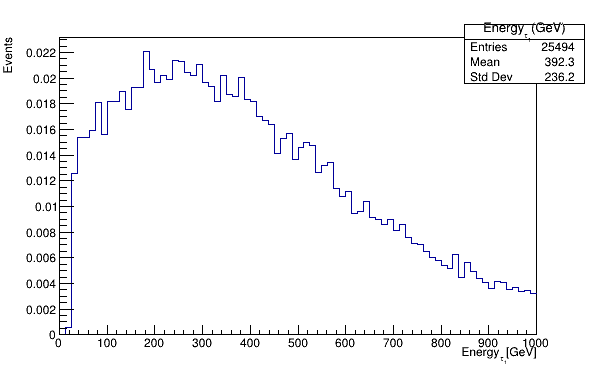 Energy_τ₁(GeV)
Entries 25494
Mean 392.3
Std Dev 236.2
Events
0.022
0.02
0.018
0.016
0.014
0.012
0.01
0.008
0.006
0.004
0.002
0
0 100 200 300 400 500 600 700 800 900 1000
Energy_τ₁[GeV]